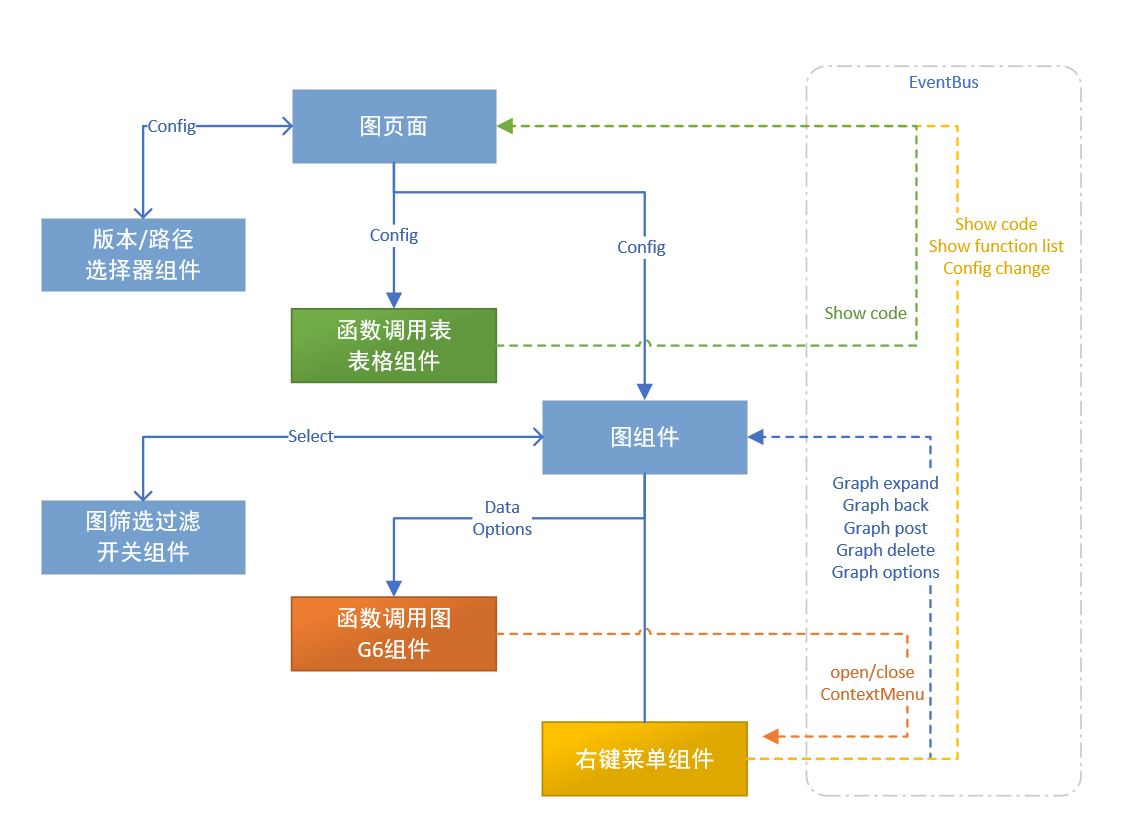 EventBus
图页面
Config
版本/路径
选择器组件
Config
Config
Show code
Show function list
Config change
Show code
函数调用表
表格组件
图组件
Select
图筛选过滤
开关组件
Data
Options
Graph expand
Graph back
Graph post
Graph delete
Graph options
函数调用图
G6组件
open/close
ContextMenu
右键菜单组件